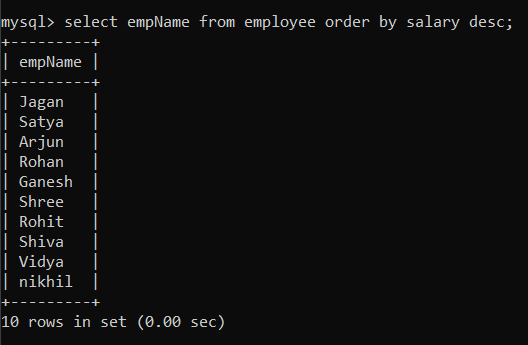 mysql> select empName from employee order by salary desc;
+---------+
| empName |
+---------+
| Jagan   |
| Satya   |
| Arjun   |
| Rohan   |
| Ganesh  |
| Shree   |
| Rohit   |
| Shiva   |
| Vidya   |
| nikhil  |
+---------+
10 rows in set (0.00 sec)